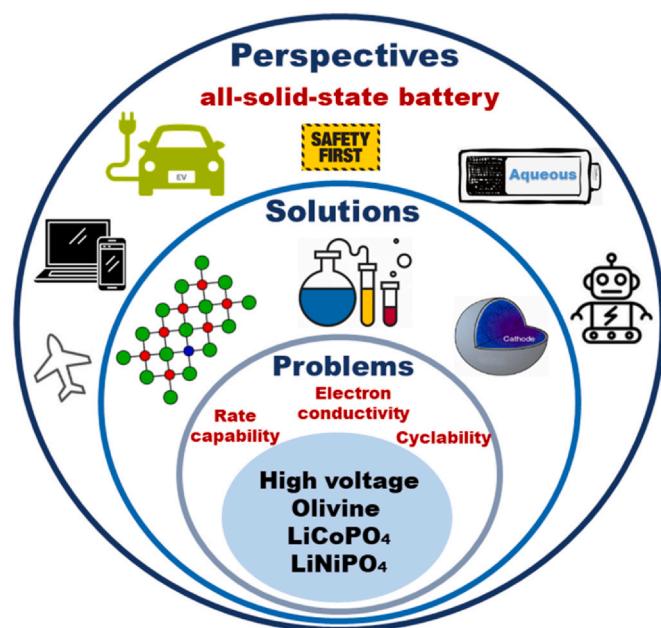 Perspectives
all-solid-state battery
SAFETY
FIRST
EV
Aqueous
Solutions
Cathode
Problems
Electron
conductivity
Rate
capability
Cyclability
High voltage
Olivine
LiCoPO₄
LiNiPO₄